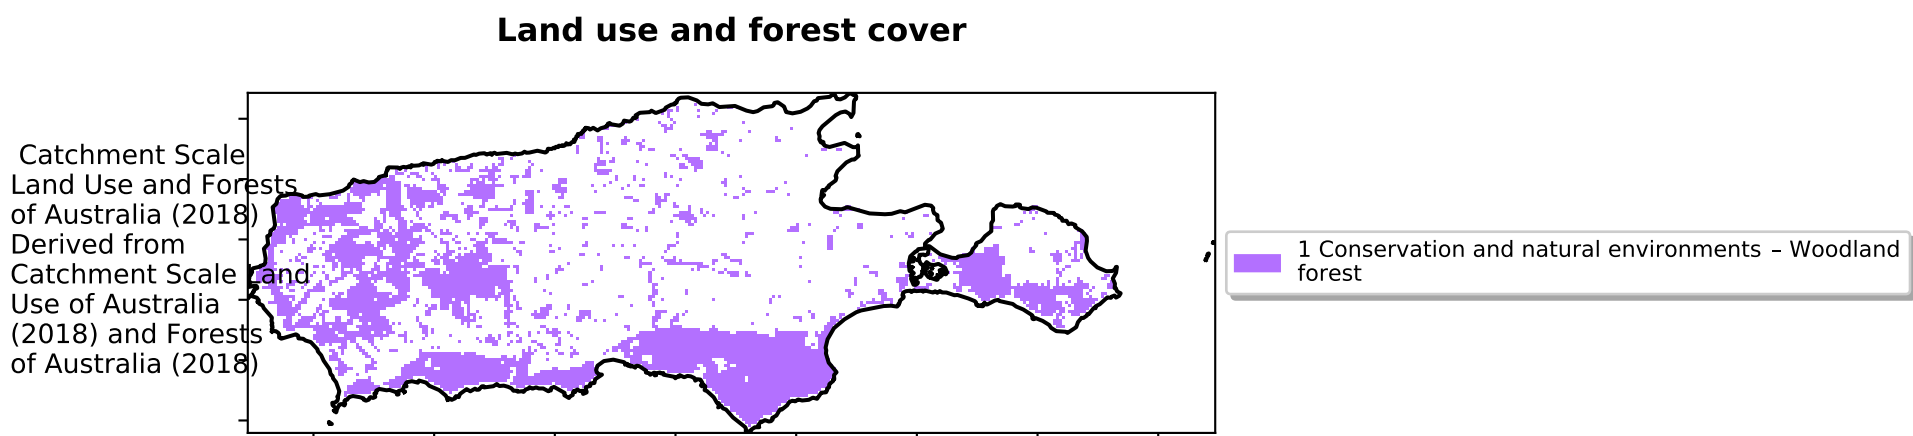 Land use and forest cover
Catchment Scale
Land Use and Forests
of Australia (2018)
Derived from
Catchment Scale Land
Use of Australia
(2018) and Forests
of Australia (2018)
1 Conservation and natural environments – Woodland
forest